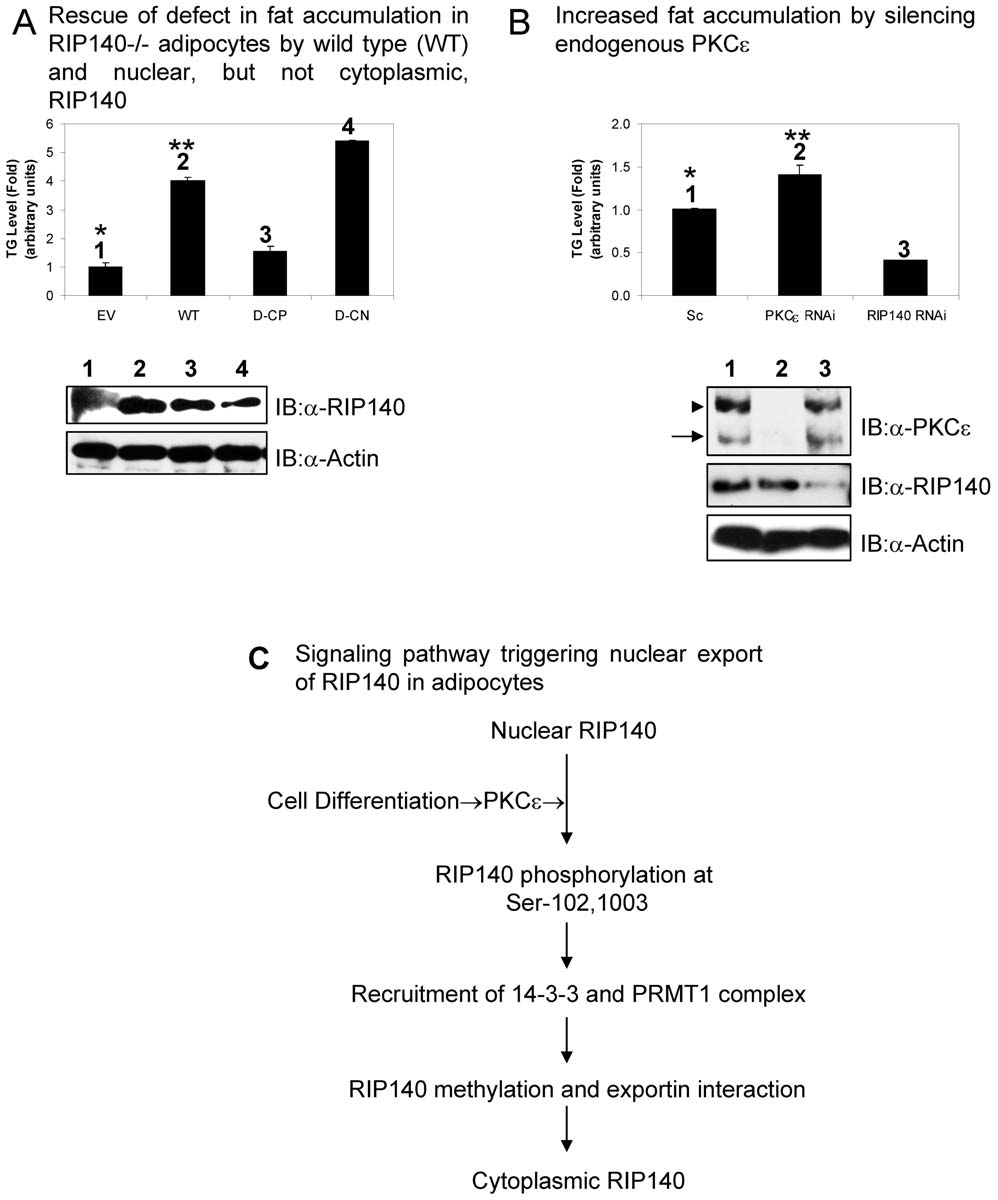 A
Rescue of defect in fat accumulation in
RIP140-/- adipocytes by wild type (WT)
and nuclear, but not cytoplasmic,
RIP140
TG Level (Fold)
(arbitrary units)
6
5
4
3
2
1
0
*
1
**
2
3
4
EV
WT
D-CP
D-CN
1 2 3 4
IB:α-RIP140
IB:α-Actin
B
Increased fat accumulation by silencing
endogenous PKCε
TG Level (Fold)
(arbitrary units)
2.0
1.5
1.0
0.5
0.0
*
1
**
2
3
Sc
PKCε RNAi
RIP140 RNAi
1 2 3
IB:α-PKCε
IB:α-RIP140
IB:α-Actin
C
Signaling pathway triggering nuclear export
of RIP140 in adipocytes
Nuclear RIP140
Cell Differentiation→PKCε→
RIP140 phosphorylation at
Ser-102,1003
Recruitment of 14-3-3 and PRMT1 complex
RIP140 methylation and exportin interaction
Cytoplasmic RIP140